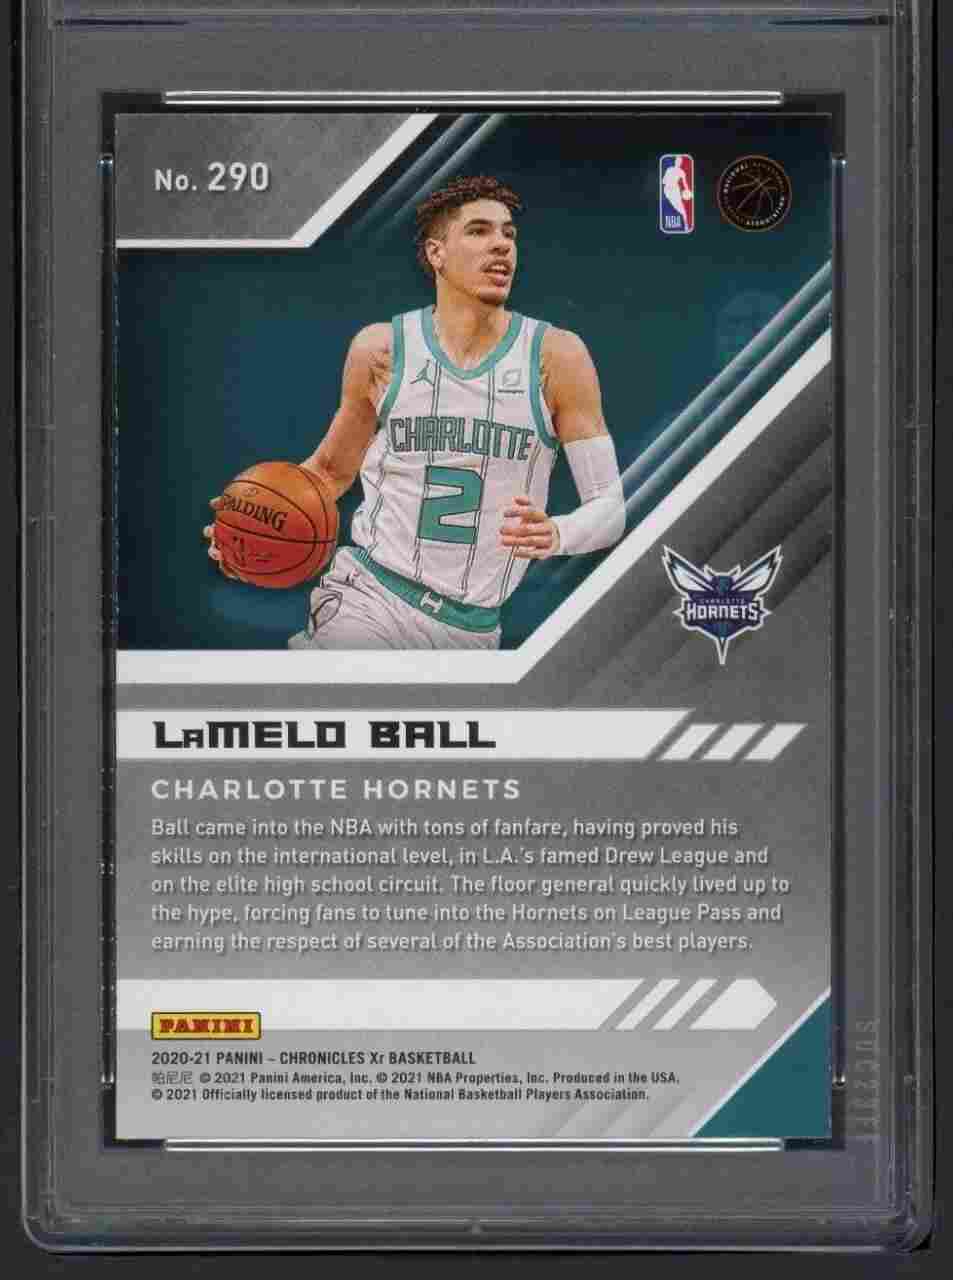 No. 290
NBA
NATIONAL BASKETBALL ASSOCIATION
CHARLOTTE
2
SPALDING
CHARLOTTE
HORNETS
LaMELO BALL
CHARLOTTE HORNETS
Ball came into the NBA with tons of fanfare, having proved his
skills on the international level, in L.A.'s famed Drew League and
on the elite high school circuit. The floor general quickly lived up to
the hype, forcing fans to tune into the Hornets on League Pass and
earning the respect of several of the Association's best players.
PANINI
2020-21 PANINI – CHRONICLES Xr BASKETBALL
帕尼尼 © 2021 Panini America, Inc. © 2021 NBA Properties, Inc. Produced in the USA.
© 2021 Officially licensed product of the National Basketball Players Association.